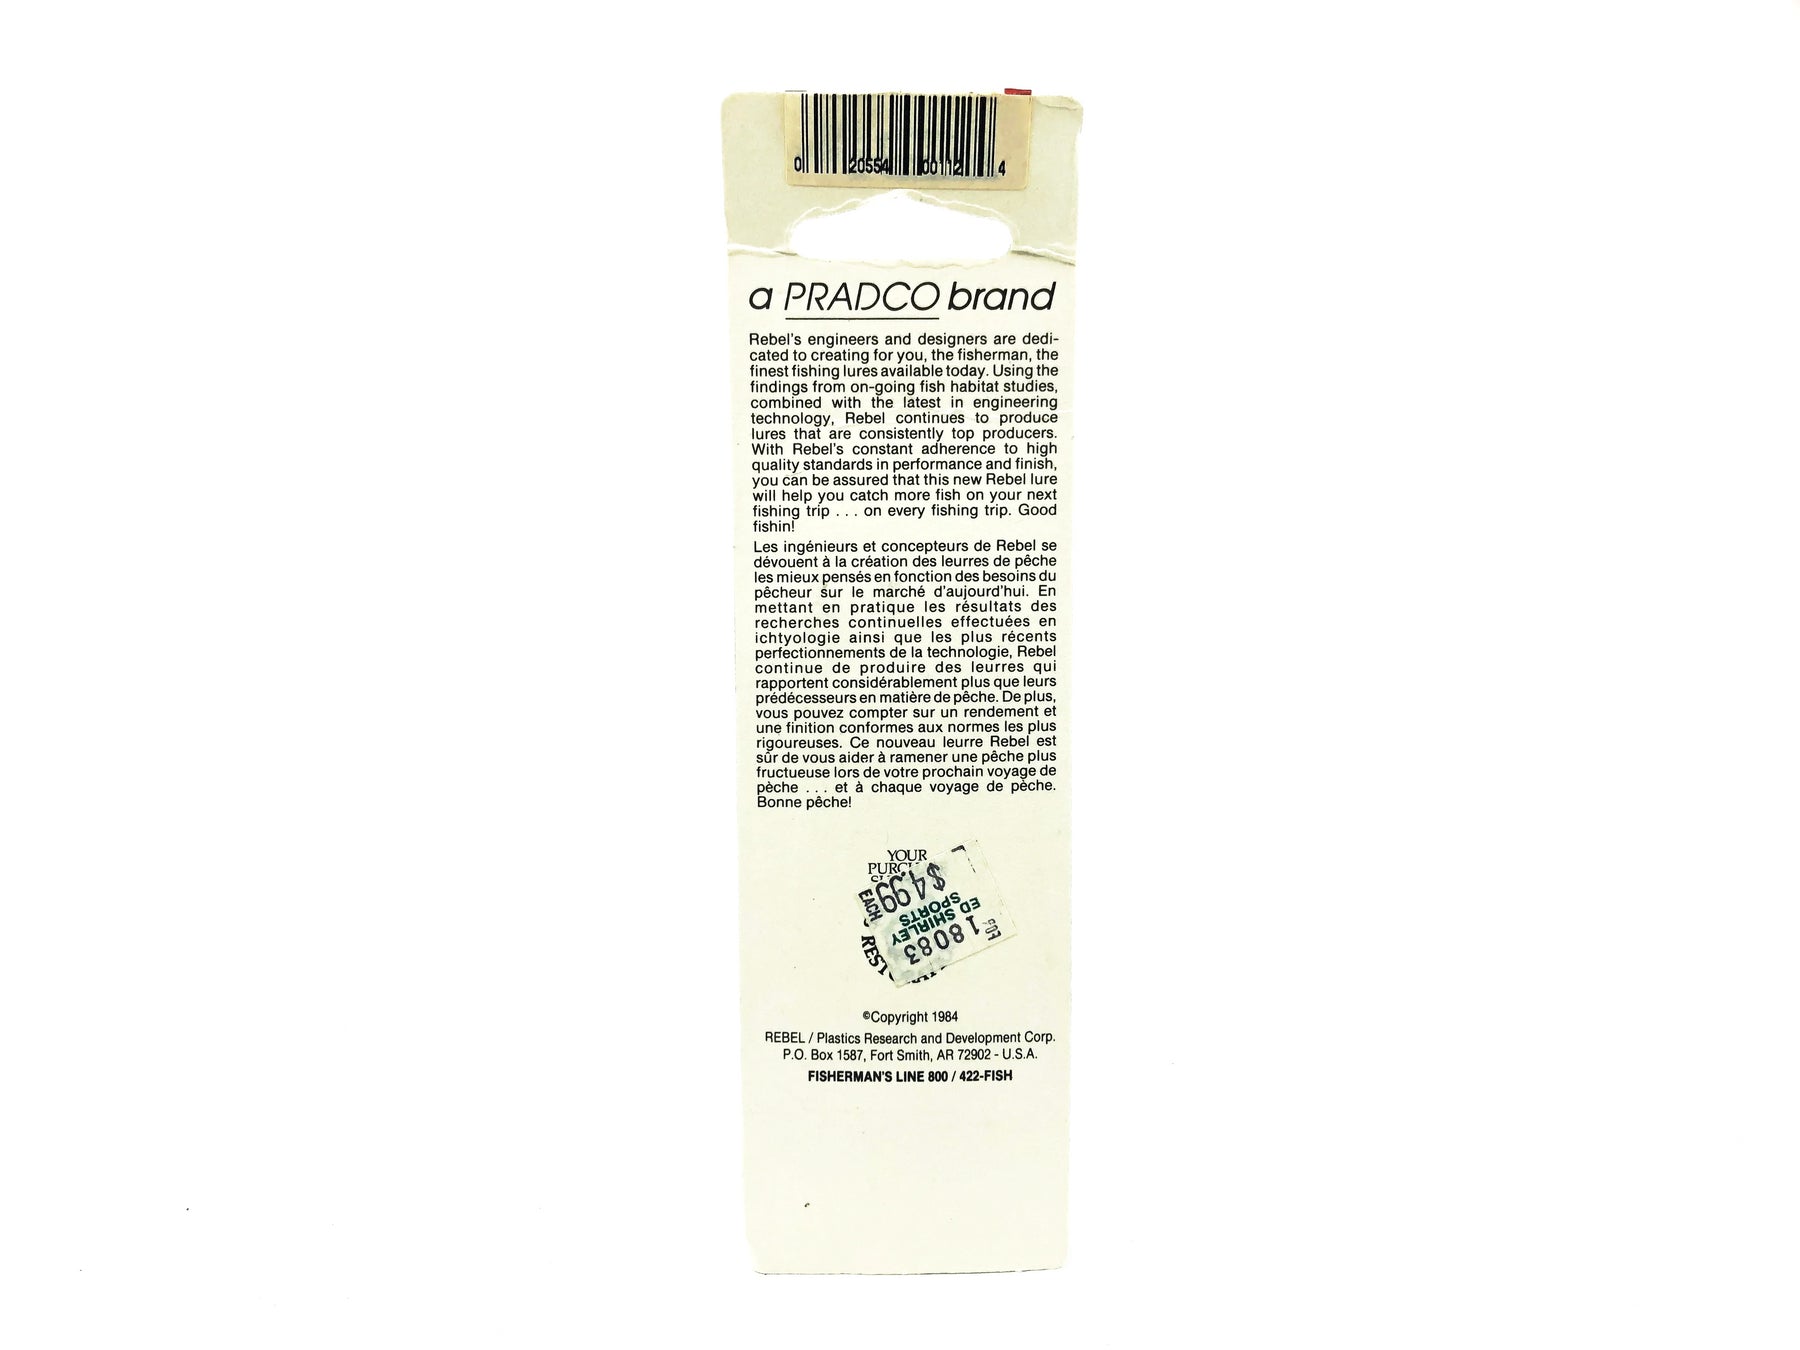 0 20554 00112 4
a PRADCO brand
Rebel's engineers and designers are dedi-
cated to creating for you, the fisherman, the
finest fishing lures available today. Using the
findings from on-going fish habitat studies,
combined with the latest in engineering
technology, Rebel continues to produce
lures that are consistently top producers.
With Rebel's constant adherence to high
quality standards in performance and finish,
you can be assured that this new Rebel lure
will help you catch more fish on your next
fishing trip . . . on every fishing trip. Good
fishin!
Les ingénieurs et concepteurs de Rebel se
dévouent à la création des leurres de pêche
les mieux pensés en fonction des besoins du
pêcheur sur le marché d'aujourd'hui. En
mettant en pratique les résultats des
recherches continuelles effectuées en
ichtyologie ainsi que les plus récents
perfectionnements de la technologie, Rebel
continue de produire des leurres qui
rapportent considérablement plus que leurs
prédécesseurs en matière de pêche. De plus,
vous pouvez compter sur un rendement et
une finition conformes aux normes les plus
rigoureuses. Ce nouveau leurre Rebel est
sûr de vous aider à ramener une pêche plus
fructueuse lors de votre prochain voyage de
pèche . . . et à chaque voyage de pèche.
Bonne pêche!
YOUR
18083
ED SHIRLEY
SPORTS
$4.99
EACH
©Copyright 1984
REBEL / Plastics Research and Development Corp.
P.O. Box 1587, Fort Smith, AR 72902 - U.S.A.
FISHERMAN'S LINE 800 / 422-FISH